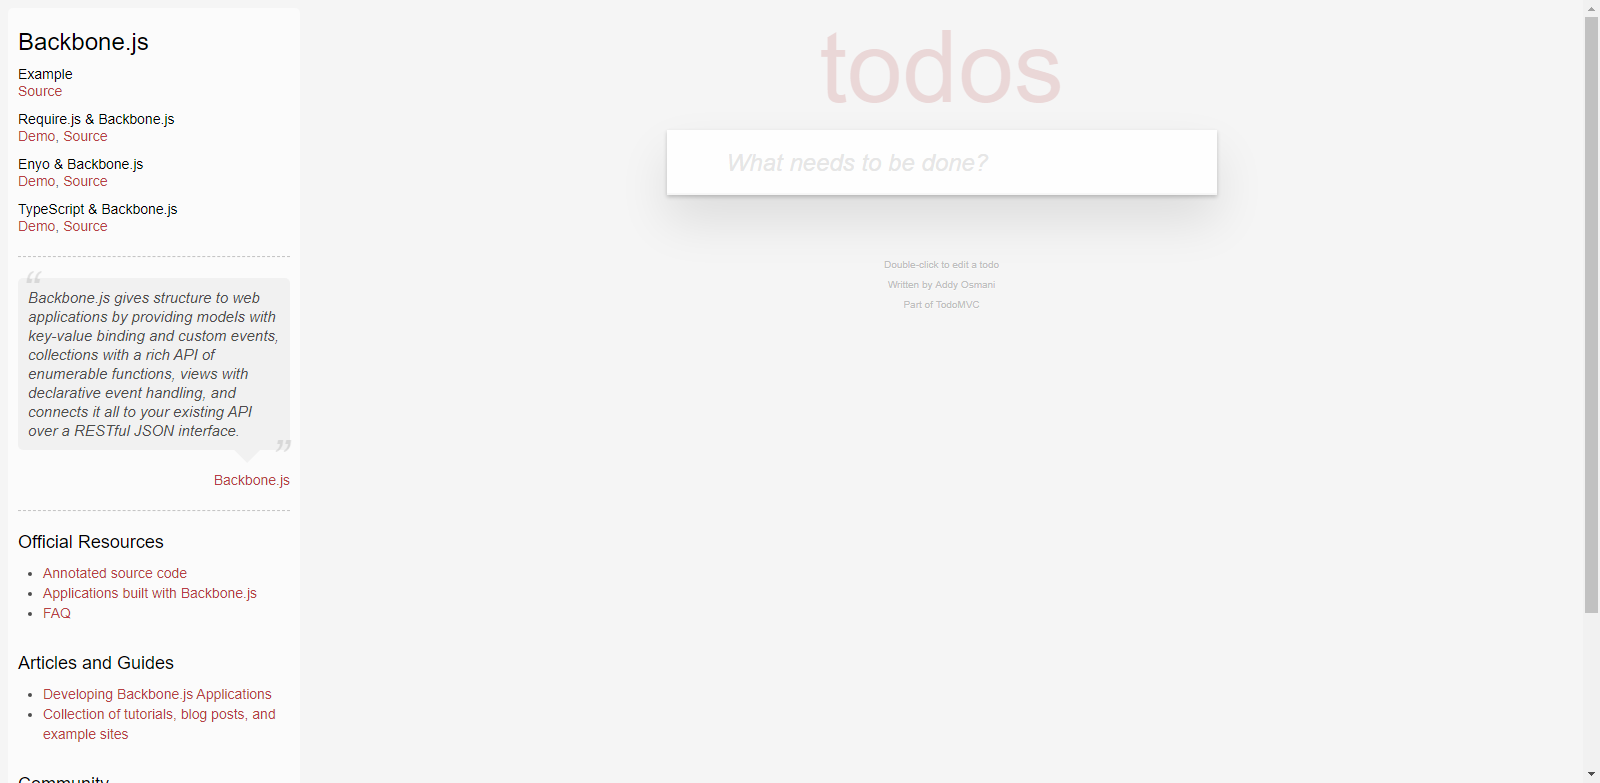 Backbone.js
Example
Source
Require.js & Backbone.js
Demo, Source
Enyo & Backbone.js
Demo, Source
TypeScript & Backbone.js
Demo, Source
“
Backbone.js gives structure to web
applications by providing models with
key-value binding and custom events,
collections with a rich API of
enumerable functions, views with
declarative event handling, and
connects it all to your existing API
over a RESTful JSON interface.
”
Backbone.js
Official Resources
• Annotated source code
• Applications built with Backbone.js
• FAQ
Articles and Guides
• Developing Backbone.js Applications
• Collection of tutorials, blog posts, and
example sites
Community
todos
What needs to be done?
Double-click to edit a todo
Written by Addy Osmani
Part of TodoMVC